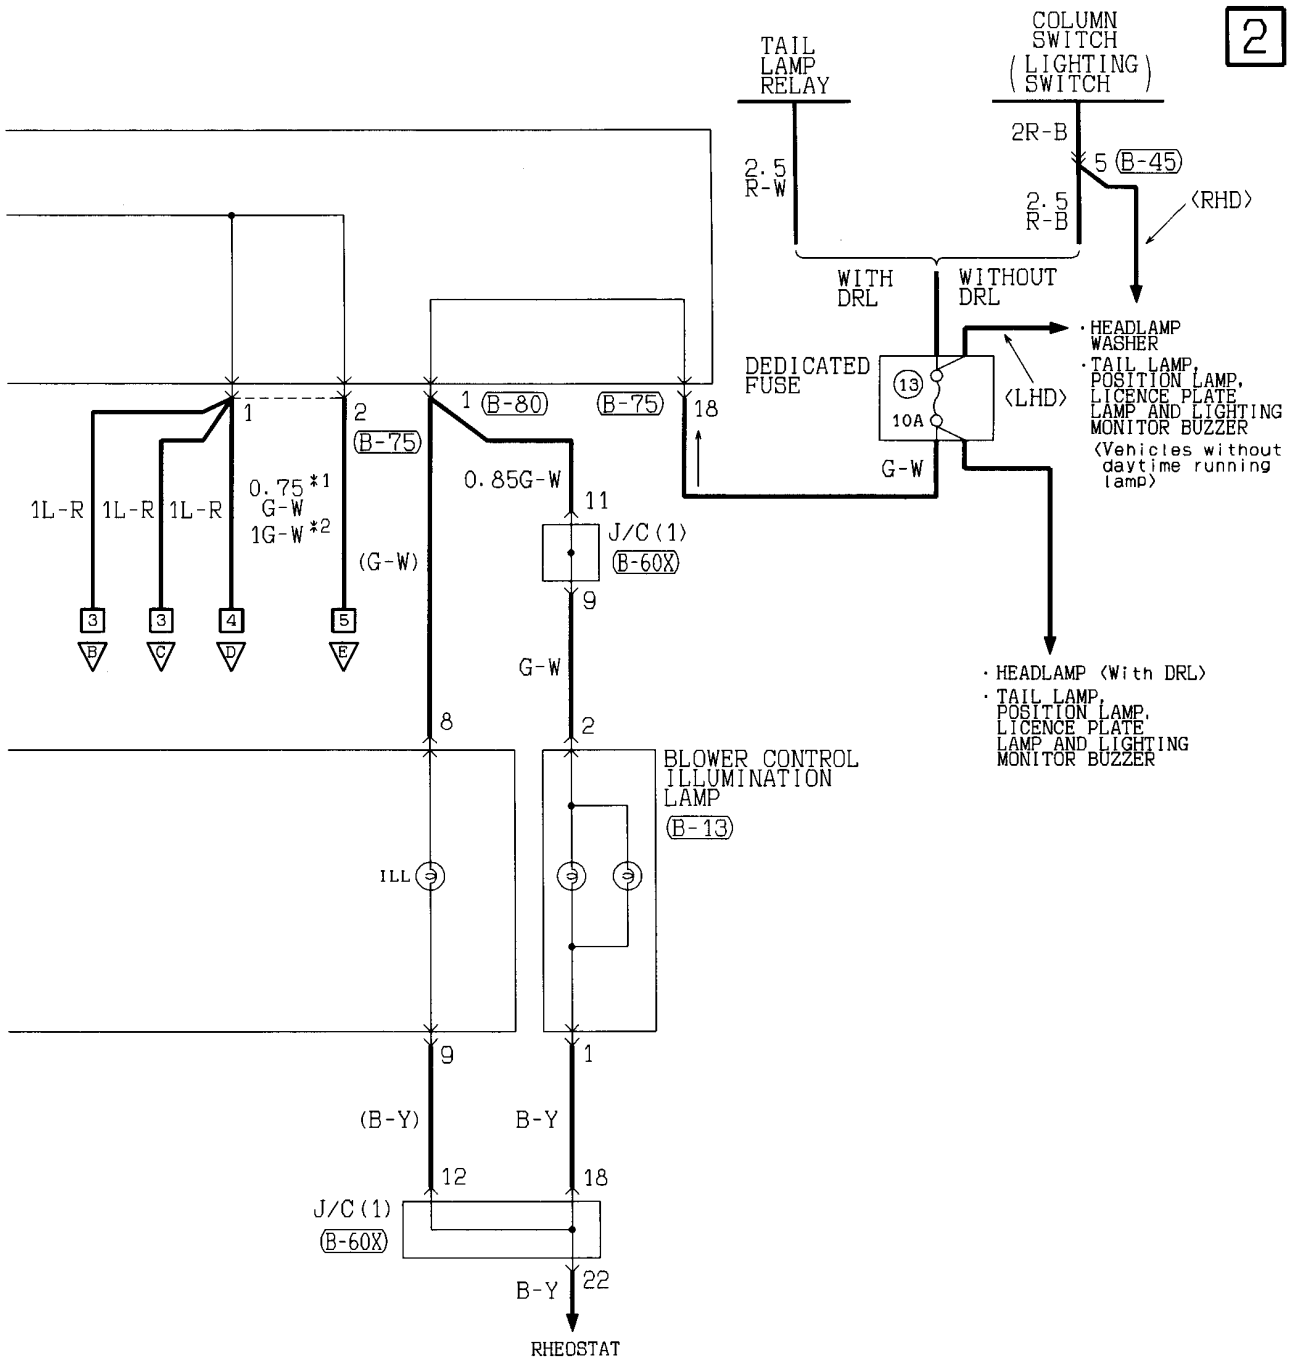 2
TAIL
LAMP
RELAY
COLUMN
SWITCH
(LIGHTING
SWITCH)
2.5
R-W
2R-B
5 B-45
2.5
R-B
<RHD>
WITH
DRL
WITHOUT
DRL
DEDICATED
FUSE
13
10A
<LHD>
· HEADLAMP
WASHER
· TAIL LAMP,
POSITION LAMP,
LICENCE PLATE
LAMP AND LIGHTING
MONITOR BUZZER
<Vehicles without
daytime running
lamp>
G-W
1
2
B-75
1 B-80
B-75 18
1L-R
1L-R
1L-R
0.75*1
G-W
1G-W*2
(G-W)
0.85G-W
11
J/C(1)
B-60X
9
3
3
4
5
B
C
D
E
G-W
8
2
· HEADLAMP <With DRL>
· TAIL LAMP,
POSITION LAMP,
LICENCE PLATE
LAMP AND LIGHTING
MONITOR BUZZER
BLOWER CONTROL
ILLUMINATION
LAMP
B-13
ILL
9
1
(B-Y)
B-Y
12
18
J/C(1)
B-60X
B-Y
22
RHEOSTAT